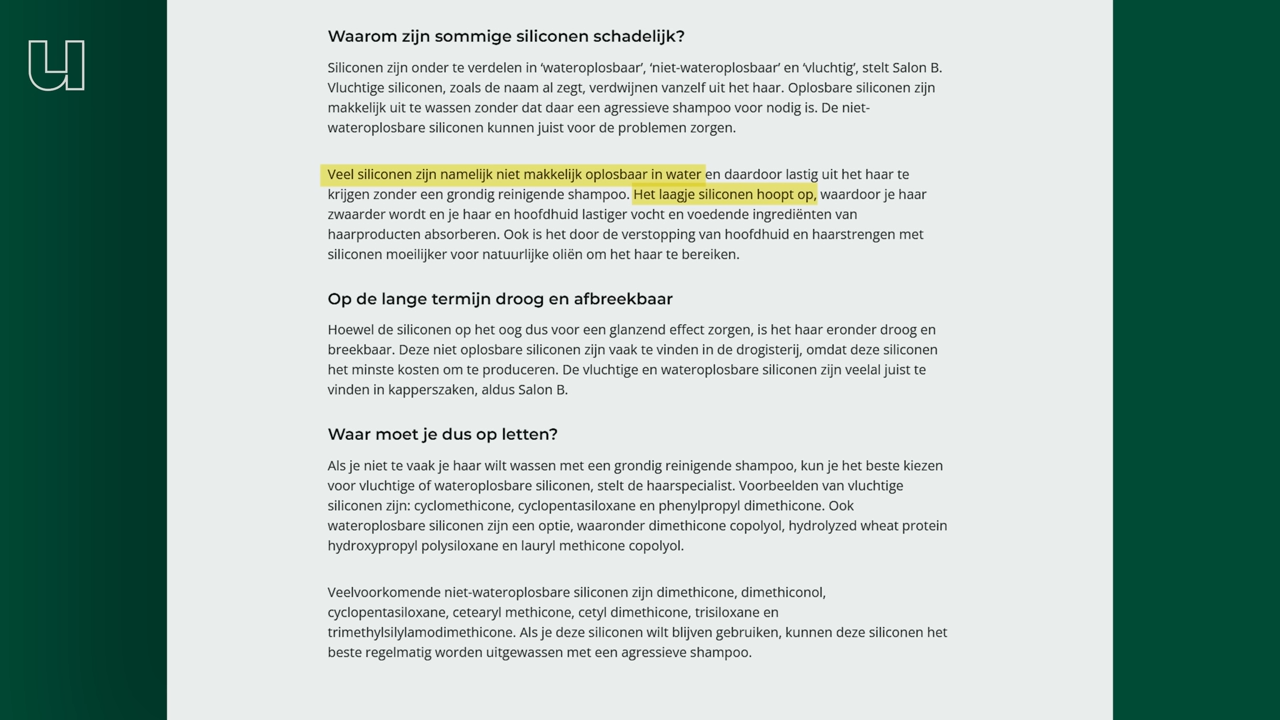 u
Waarom zijn sommige siliconen schadelijk?
Siliconen zijn onder te verdelen in ‘wateroplosbaar’, ‘niet-wateroplosbaar’ en ‘vluchtig’, stelt Salon B.
Vluchtige siliconen, zoals de naam al zegt, verdwijnen vanzelf uit het haar. Oplosbare siliconen zijn
makkelijk uit te wassen zonder dat daar een agressieve shampoo voor nodig is. De niet-
wateroplosbare siliconen kunnen juist voor de problemen zorgen.
Veel siliconen zijn namelijk niet makkelijk oplosbaar in water en daardoor lastig uit het haar te
krijgen zonder een grondig reinigende shampoo. Het laagje siliconen hoopt op, waardoor je haar
zwaarder wordt en je haar en hoofdhuid lastiger vocht en voedende ingrediënten van
haarproducten absorberen. Ook is het door de verstopping van hoofdhuid en haarstrengen met
siliconen moeilijker voor natuurlijke oliën om het haar te bereiken.
Op de lange termijn droog en afbreekbaar
Hoewel de siliconen op het oog dus voor een glanzend effect zorgen, is het haar eronder droog en
breekbaar. Deze niet oplosbare siliconen zijn vaak te vinden in de drogisterij, omdat deze siliconen
het minste kosten om te produceren. De vluchtige en wateroplosbare siliconen zijn veelal juist te
vinden in kapperszaken, aldus Salon B.
Waar moet je dus op letten?
Als je niet te vaak je haar wilt wassen met een grondig reinigende shampoo, kun je het beste kiezen
voor vluchtige of wateroplosbare siliconen, stelt de haarspecialist. Voorbeelden van vluchtige
siliconen zijn: cyclomethicone, cyclopentasiloxane en phenylpropyl dimethicone. Ook
wateroplosbare siliconen zijn een optie, waaronder dimethicone copolyol, hydrolyzed wheat protein
hydroxypropyl polysiloxane en lauryl methicone copolyol.
Veelvoorkomende niet-wateroplosbare siliconen zijn dimethicone, dimethiconol,
cyclopentasiloxane, cetearyl methicone, cetyl dimethicone, trisiloxane en
trimethylsilylamodimethicone. Als je deze siliconen wilt blijven gebruiken, kunnen deze siliconen het
beste regelmatig worden uitgewassen met een agressieve shampoo.